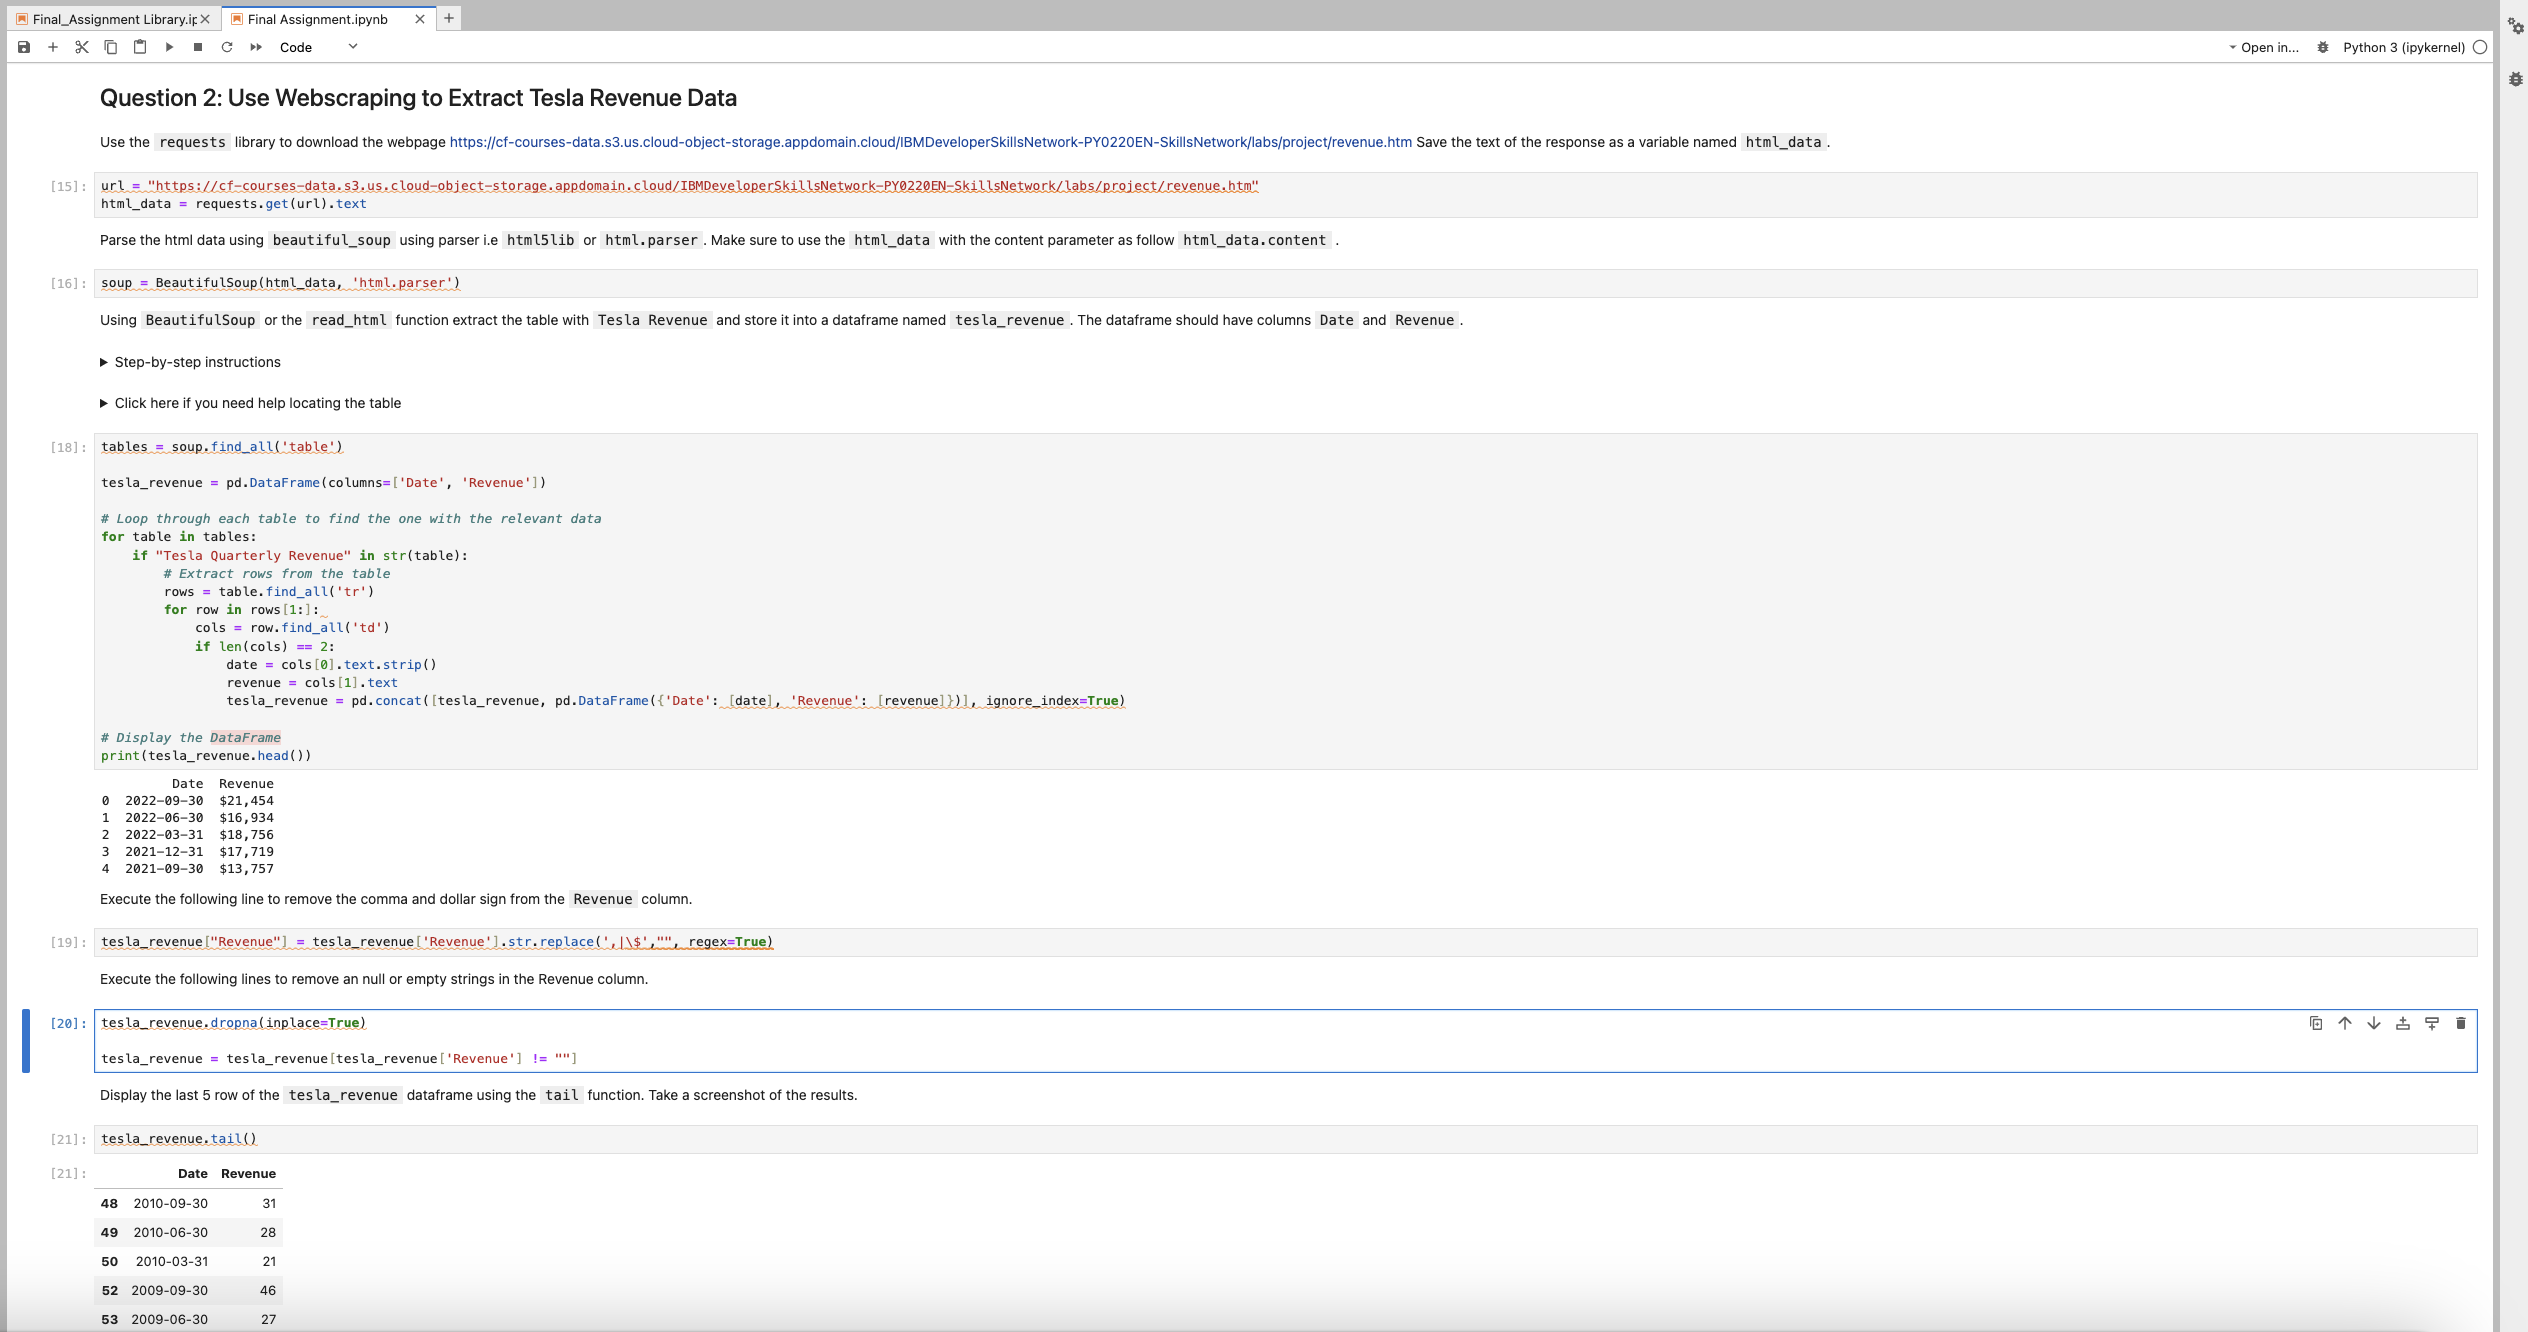 Final_Assignment Library.ip
Final Assignment.ipynb
Code
Open in...
Python 3 (ipykernel)
Question 2: Use Webscraping to Extract Tesla Revenue Data
Use the requests library to download the webpage https://cf-courses-data.s3.us.cloud-object-storage.appdomain.cloud/IBMDeveloperSkillsNetwork-PY0220EN-SkillsNetwork/labs/project/revenue.htm Save the text of the response as a variable named html_data .
[15]: url = "https://cf-courses-data.s3.us.cloud-object-storage.appdomain.cloud/IBMDeveloperSkillsNetwork-PY0220EN-SkillsNetwork/labs/project/revenue.htm"
html_data = requests.get(url).text
Parse the html data using beautiful_soup using parser i.e html5lib or html.parser . Make sure to use the html_data with the content parameter as follow html_data.content .
[16]: soup = BeautifulSoup(html_data, 'html.parser')
Using BeautifulSoup or the read_html function extract the table with Tesla Revenue and store it into a dataframe named tesla_revenue . The dataframe should have columns Date and Revenue .
Step-by-step instructions
Click here if you need help locating the table
[18]: tables = soup.find_all('table')
tesla_revenue = pd.DataFrame(columns=['Date', 'Revenue'])
# Loop through each table to find the one with the relevant data
for table in tables:
    if "Tesla Quarterly Revenue" in str(table):
        # Extract rows from the table
        rows = table.find_all('tr')
        for row in rows[1:]:
            cols = row.find_all('td')
            if len(cols) == 2:
                date = cols[0].text.strip()
                revenue = cols[1].text
                tesla_revenue = pd.concat([tesla_revenue, pd.DataFrame({'Date': [date], 'Revenue': [revenue]})], ignore_index=True)
# Display the DataFrame
print(tesla_revenue.head())
Date Revenue
0 2022-09-30 $21,454
1 2022-06-30 $16,934
2 2022-03-31 $18,756
3 2021-12-31 $17,719
4 2021-09-30 $13,757
Execute the following line to remove the comma and dollar sign from the Revenue column.
[19]: tesla_revenue["Revenue"] = tesla_revenue['Revenue'].str.replace(',|\$',"", regex=True)
Execute the following lines to remove an null or empty strings in the Revenue column.
[20]: tesla_revenue.dropna(inplace=True)
tesla_revenue = tesla_revenue[tesla_revenue['Revenue'] != ""]
Display the last 5 row of the tesla_revenue dataframe using the tail function. Take a screenshot of the results.
[21]: tesla_revenue.tail()
[21]: Date Revenue
48 2010-09-30 31
49 2010-06-30 28
50 2010-03-31 21
52 2009-09-30 46
53 2009-06-30 27